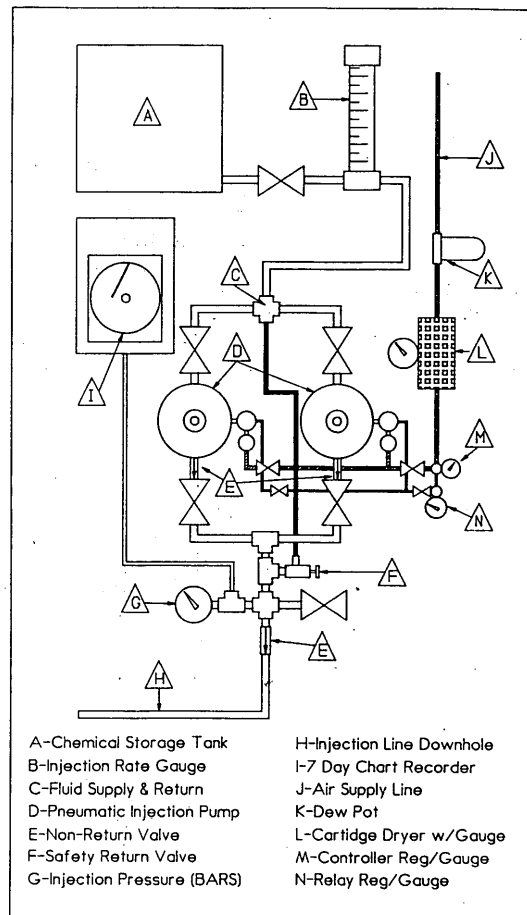 A
B
J
K
C
D
I
L
M
E
N
F
G
E
H
A-Chemical Storage Tank
B-Injection Rate Gauge
C-Fluid Supply & Return
D-Pneumatic Injection Pump
E-Non-Return Valve
F-Safety Return Valve
G-Injection Pressure (BARS)
H-Injection Line Downhole
I-7 Day Chart Recorder
J-Air Supply Line
K-Dew Pot
L-Cartidge Dryer w/Gauge
M-Controller Reg/Gauge
N-Relay Reg/Gauge